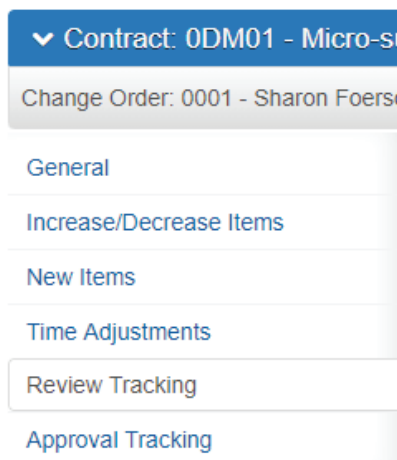 Contract: 0DM01 - Micro-su
Change Order: 0001 - Sharon Foers
General
Increase/Decrease Items
New Items
Time Adjustments
Review Tracking
Approval Tracking